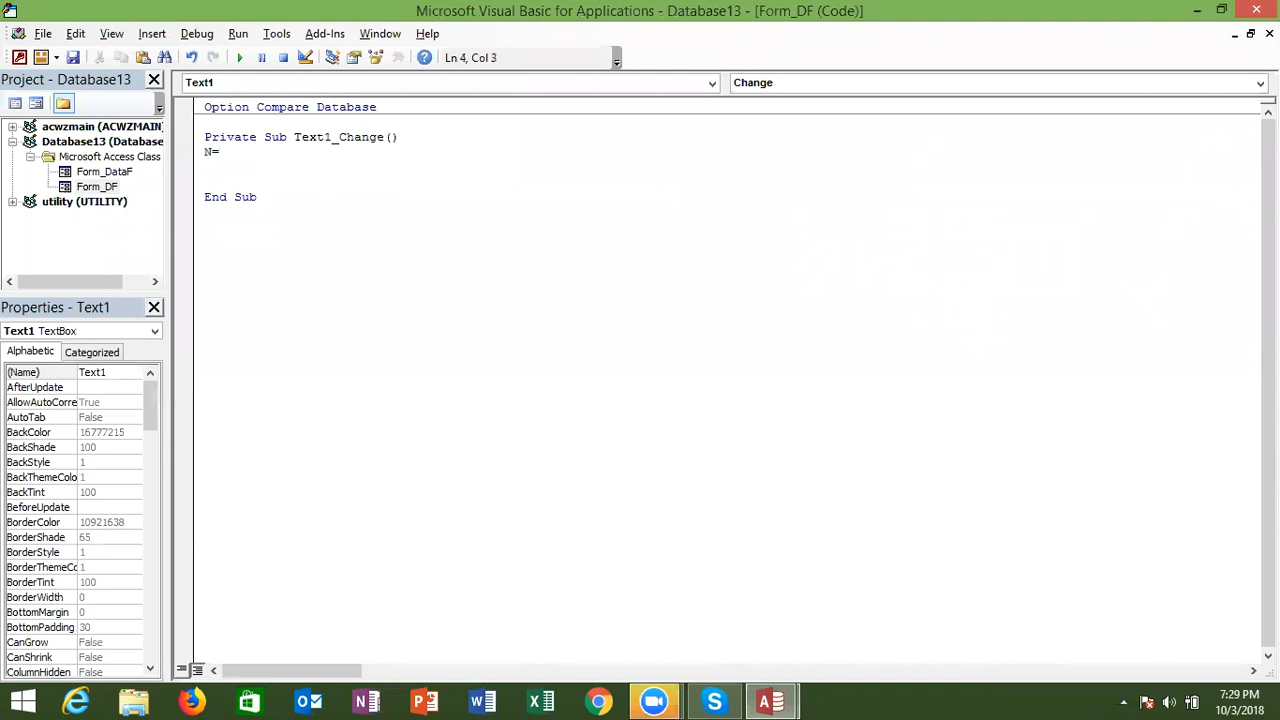 Microsoft Visual Basic for Applications - Database13 - [Form_DF (Code)]
File Edit View Insert Debug Run Tools Add-Ins Window Help
Ln 4, Col 3
Project - Database13
Text1 Change
acwzmain (ACWZMAIN)
Database13 (Database
Microsoft Access Class
Form_DataF
Form_DF
utility (UTILITY)
Option Compare Database
Private Sub Text1_Change()
N=
End Sub
Properties - Text1
Text1 TextBox
Alphabetic Categorized
(Name) Text1
AfterUpdate
AllowAutoCorre True
AutoTab False
BackColor 16777215
BackShade 100
BackStyle 1
BackThemeColo 1
BackTint 100
BeforeUpdate
BorderColor 10921638
BorderShade 65
BorderStyle 1
BorderThemeCo 1
BorderTint 100
BorderWidth 0
BottomMargin 0
BottomPadding 30
CanGrow False
CanShrink False
ColumnHidden False
7:29 PM
10/3/2018